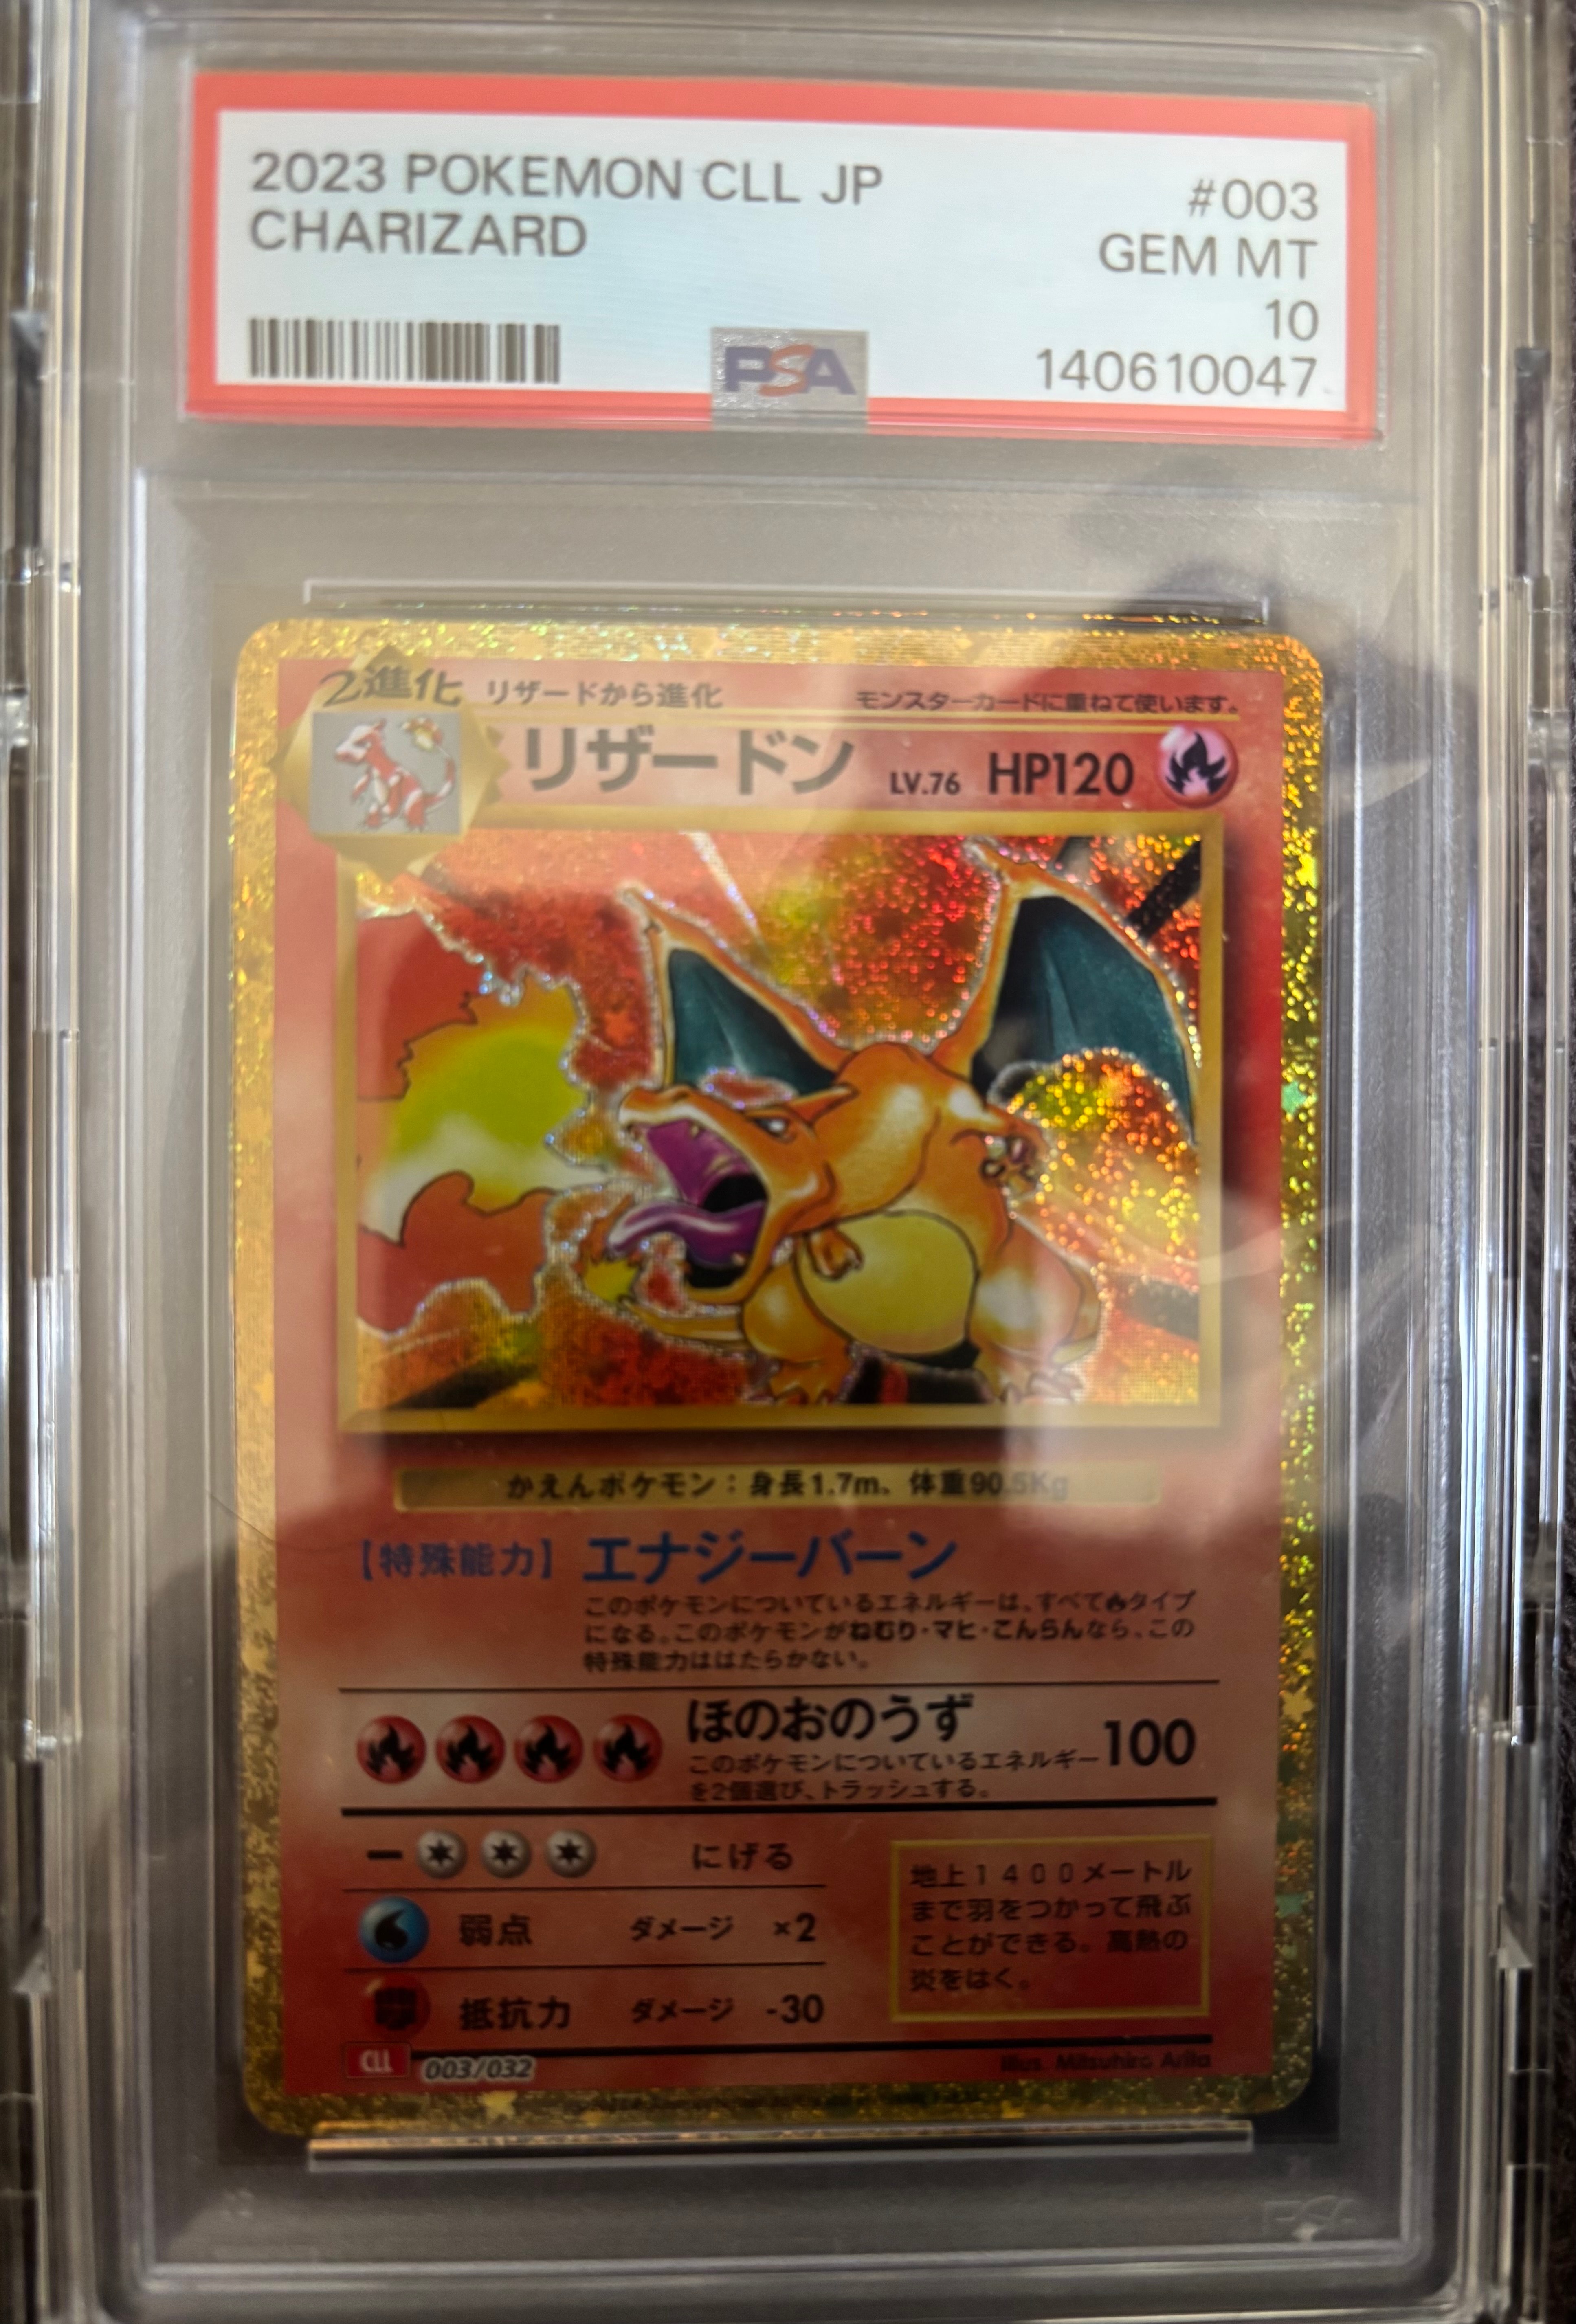 2023 POKEMON CLL JP
#003
CHARIZARD
GEM MT
10
PSA
140610047
2進化 リザードから進化
モンスターカードに重ねて使います。
リザードン LV.76 HP120
かえんポケモン：身長1.7m、体重90.5Kg
【特殊能力】 エナジーバーン
このポケモンについているエネルギーは、すべて🔥タイプ
になる。このポケモンがねむり・マヒ・こんらんなら、この
特殊能力ははたらかない。
ほのおのうず 100
このポケモンについているエネルギー
を2個選び、トラッシュする。
にげる
弱点 ダメージ ×2
抵抗力 ダメージ -30
地上１４００メートル
まで羽をつかって飛ぶ
ことができる。高熱の
炎をはく。
CLL 003/032
Illus. Mitsuhiro Arita
PSA